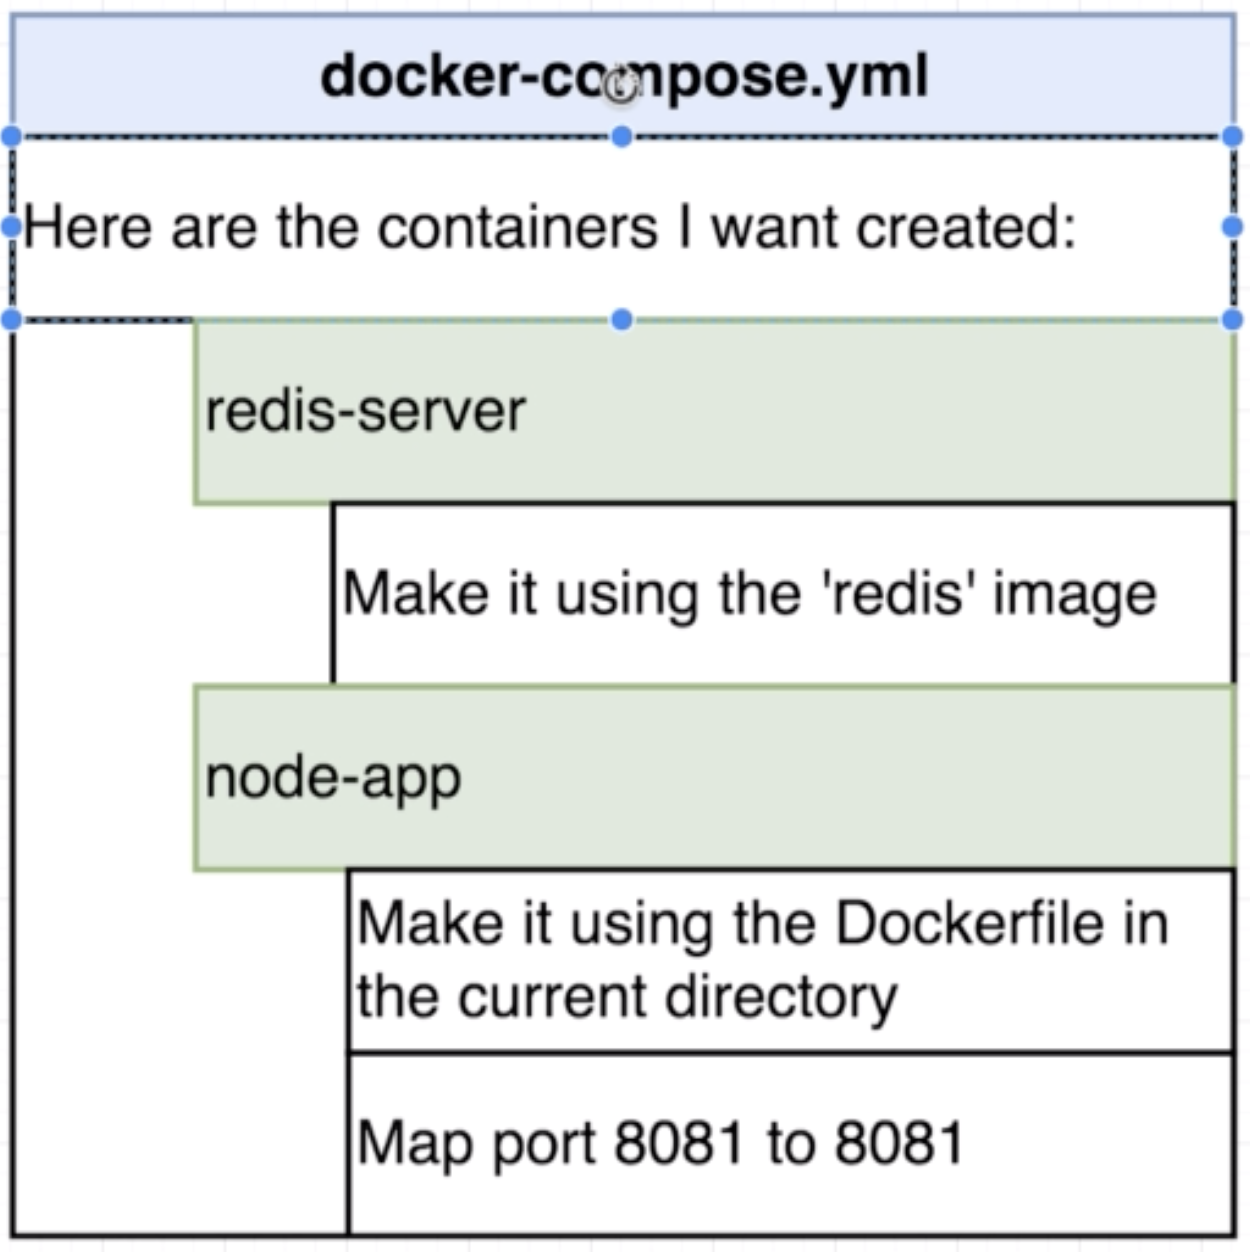 docker-compose.yml
Here are the containers I want created:
redis-server
Make it using the 'redis' image
node-app
Make it using the Dockerfile in
the current directory
Map port 8081 to 8081